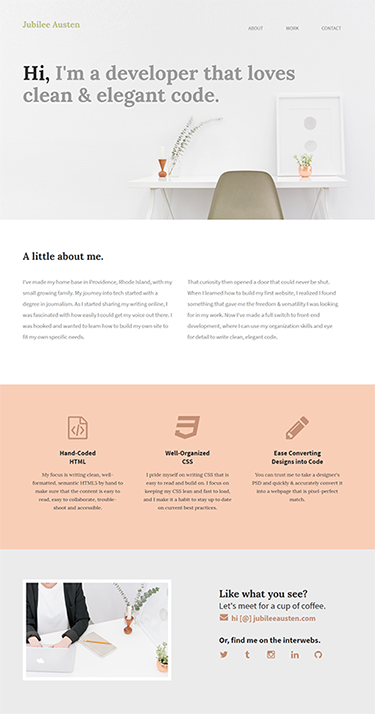 Jubilee Austen
ABOUT WORK CONTACT
Hi, I'm a developer that loves
clean & elegant code.
A little about me.
I've made my home base in Providence, Rhode Island, with my
small growing family. My journey into tech started with a
degree in journalism. As I started sharing my writing online, I
was fascinated with how easily I could get my voice out there. I
was hooked and wanted to learn how to build my own site to
fit my own specific needs.
That curiosity then opened a door that could never be shut.
When I learned how to build my first website, I realized I found
something that gave me the freedom & versatility I was looking
for in my work. Now I've made a full switch to front-end
development, where I can use my organization skills and eye
for detail to write clean, elegant code.
Hand-Coded
HTML
My focus is writing clean, well-
formatted, semantic HTML5 by hand to
make sure that the content is easy to
read, easy to collaborate, trouble-
shoot and accessible.
Well-Organized
CSS
I pride myself on writing CSS that is
easy to read and build on. I focus on
keeping my CSS lean and fast to load,
and I make it a habit to stay up to date
on current best practices.
Ease Converting
Designs into Code
You can trust me to take a designer's
PSD and quickly & accurately convert it
into a webpage that is pixel-perfect
match.
Like what you see?
Let's meet for a cup of coffee.
hi [@] jubileeausten.com
Or, find me on the interwebs.